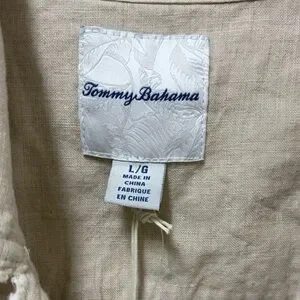 Tommy Bahama
L/G
MADE IN
CHINA
FABRIQUE
EN CHINE